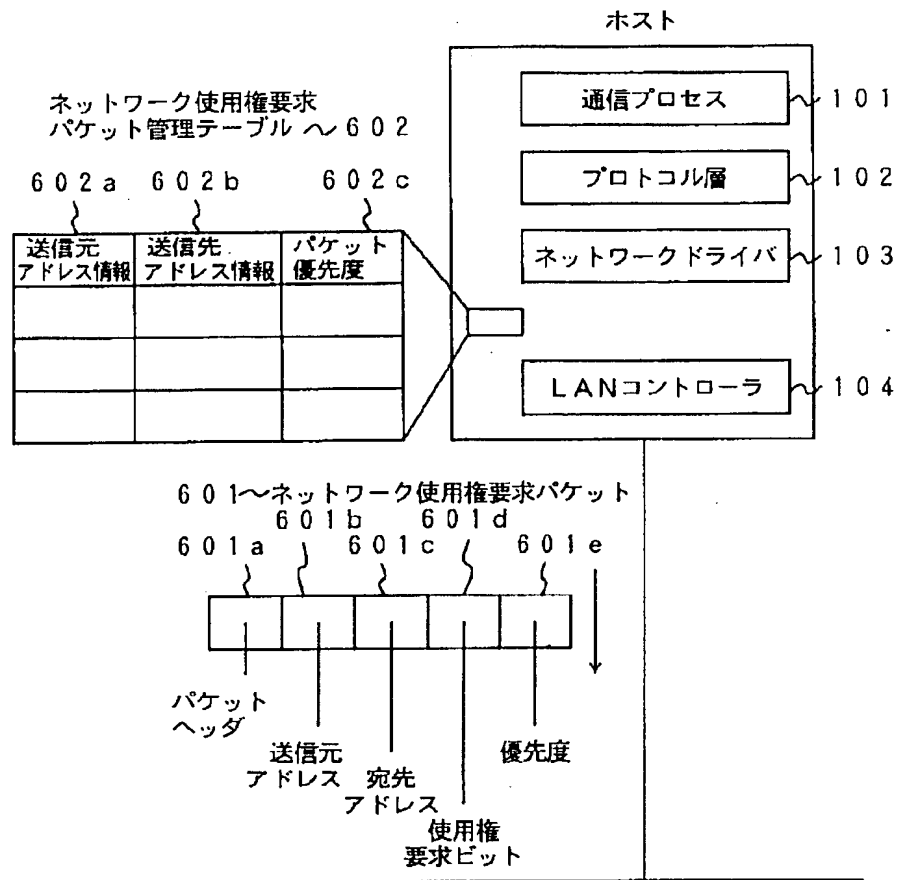 ホスト
通信プロセス
101
プロトコル層
102
ネットワークドライバ
103
LANコントローラ
104
ネットワーク使用権要求
パケット管理テーブル 〜602
602a 602b 602c
送信元
アドレス情報
送信先
アドレス情報
パケット
優先度
601〜ネットワーク使用権要求パケット
601b 601d
601a 601c 601e
パケット
ヘッダ
送信元
アドレス
宛先
アドレス
使用権
要求ビット
優先度